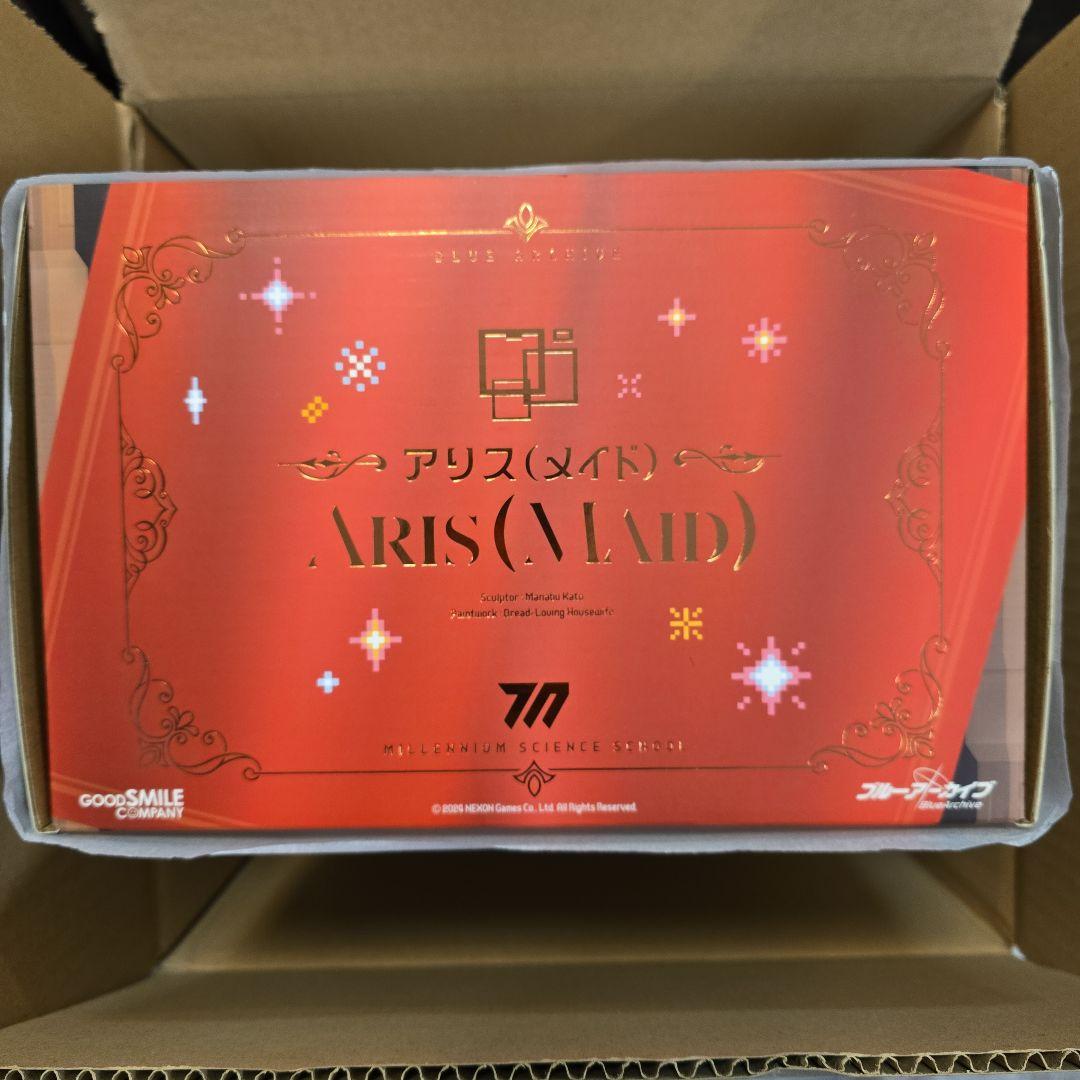 BLUE ARCHIVE
アリス(メイド)
ARIS(MAID)
Sculptor : Manabu Kato
Paintwork : Bread-Loving Housewife
MILLENNIUM SCIENCE SCHOOL
GOOD SMILE
COMPANY
© 2026 NEXON Games Co., Ltd. All Rights Reserved.
ブルーアーカイブ
Blue Archive